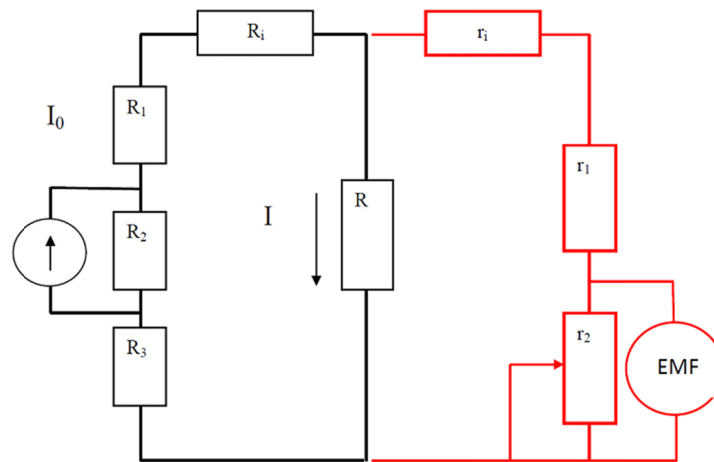 Rᵢ
rᵢ
R₁
I₀
r₁
I
R
R₂
r₂
R₃
EMF